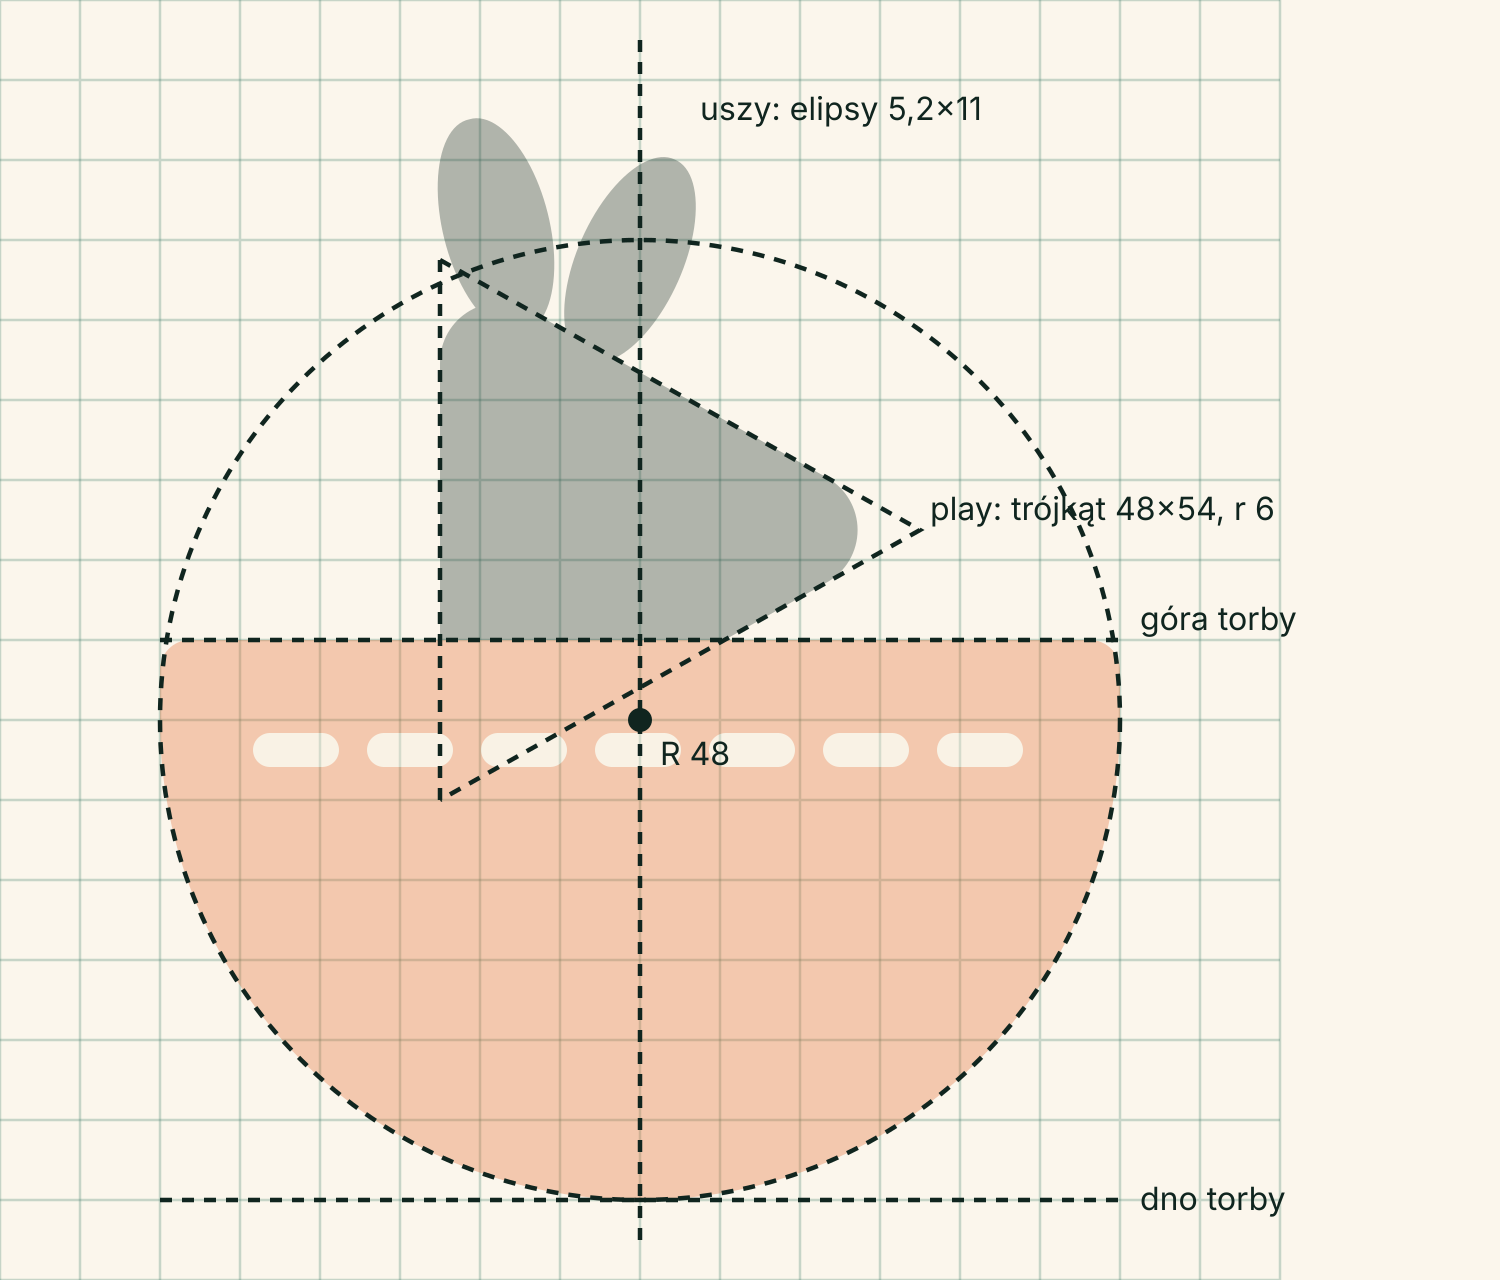 uszy: elipsy 5,2×11
play: trójkąt 48×54, r 6
góra torby
R 48
dno torby